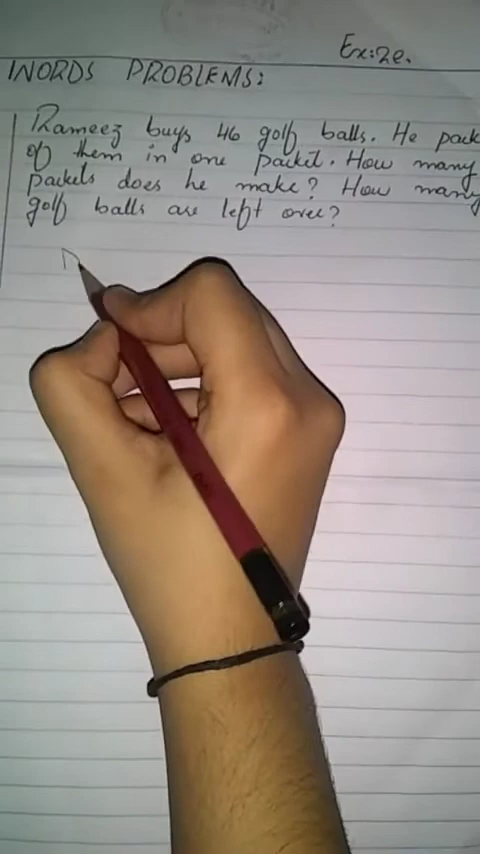 Ex:2e.
WORDS PROBLEMS:
Rameez buys 46 golf balls. He pack
of them in one packet. How many
packets does he make? How many
golf balls are left over?